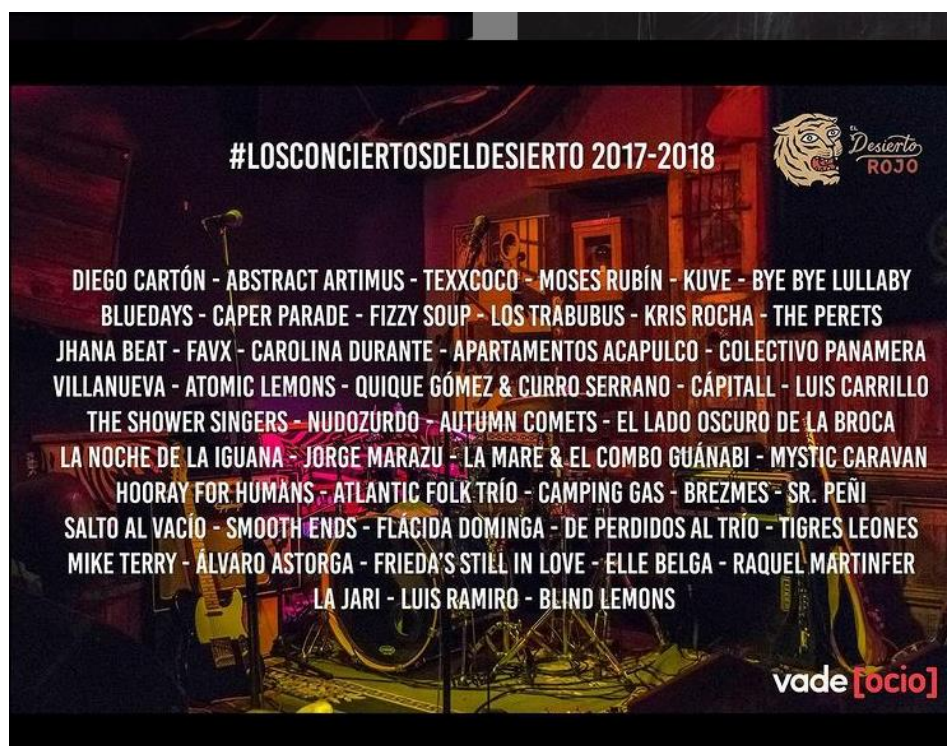 #LOSCONCIERTOSDELDESIERTO 2017-2018
EL
Desierto
ROJO
DIEGO CARTÓN - ABSTRACT ARTIMUS - TEXXCOCO - MOSES RUBÍN - KUVE - BYE BYE LULLABY
BLUEDAYS - CAPER PARADE - FIZZY SOUP - LOS TRABUBUS - KRIS ROCHA - THE PERETS
JHANA BEAT - FAVX - CAROLINA DURANTE - APARTAMENTOS ACAPULCO - COLECTIVO PANAMERA
VILLANUEVA - ATOMIC LEMONS - QUIQUE GÓMEZ & CURRO SERRANO - CÁPITALL - LUIS CARRILLO
THE SHOWER SINGERS - NUDOZURDO - AUTUMN COMETS - EL LADO OSCURO DE LA BROCA
LA NOCHE DE LA IGUANA - JORGE MARAZU - LA MARE & EL COMBO GUÁNABI - MYSTIC CARAVAN
HOORAY FOR HUMANS - ATLANTIC FOLK TRÍO - CAMPING GAS - BREZMES - SR. PEÑI
SALTO AL VACÍO - SMOOTH ENDS - FLÁCIDA DOMINGA - DE PERDIDOS AL TRÍO - TIGRES LEONES
MIKE TERRY - ÁLVARO ASTORGA - FRIEDA'S STILL IN LOVE - ELLE BELGA - RAQUEL MARTINFER
LA JARI - LUIS RAMIRO - BLIND LEMONS
vade [ocio]